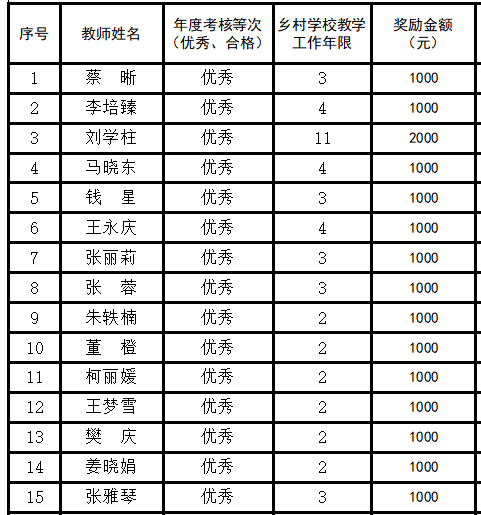 序号 教师姓名 年度考核等次（优秀、合格） 乡村学校教学工作年限 奖励金额（元）
1 蔡 晰 优秀 3 1000
2 李培臻 优秀 4 1000
3 刘学柱 优秀 11 2000
4 马晓东 优秀 4 1000
5 钱 星 优秀 3 1000
6 王永庆 优秀 4 1000
7 张丽莉 优秀 3 1000
8 张 蓉 优秀 3 1000
9 朱轶楠 优秀 2 1000
10 董 橙 优秀 2 1000
11 柯丽媛 优秀 2 1000
12 王梦雪 优秀 2 1000
13 樊 庆 优秀 2 1000
14 姜晓娟 优秀 2 1000
15 张雅琴 优秀 3 1000